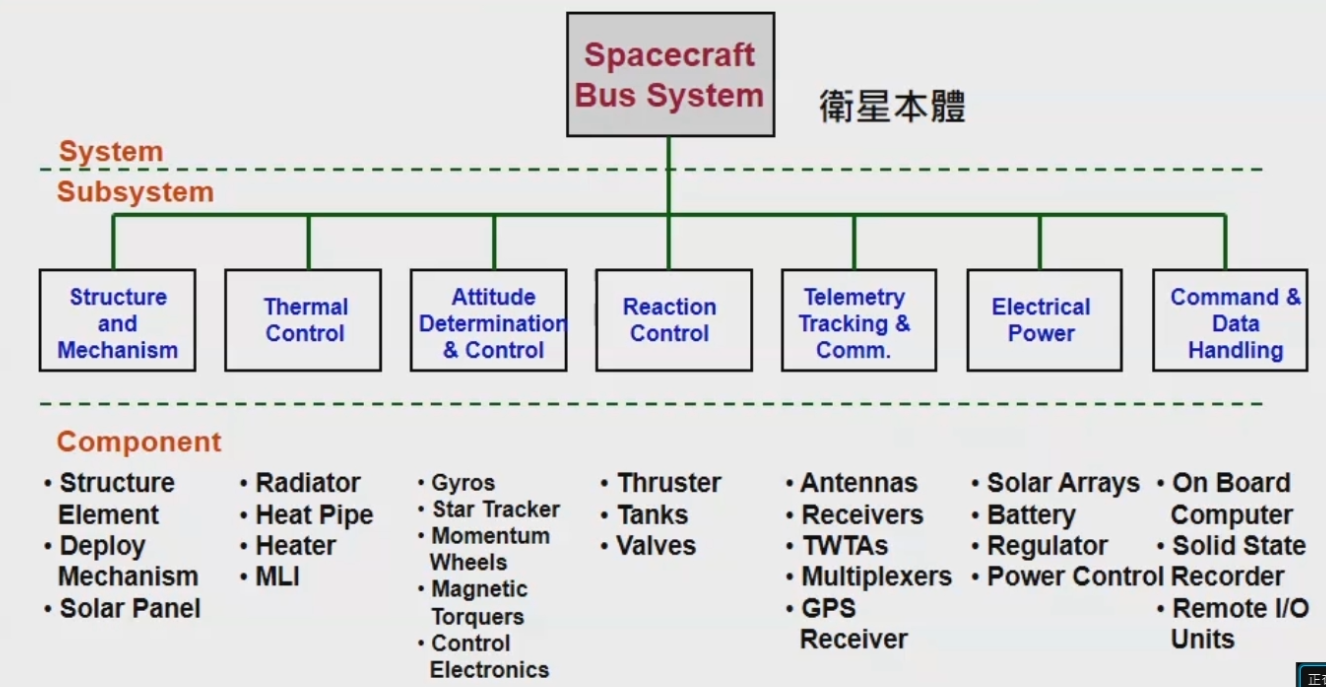 Spacecraft
Bus System
衛星本體
System
Subsystem
Structure
and
Mechanism
Thermal
Control
Attitude
Determination
& Control
Reaction
Control
Telemetry
Tracking &
Comm.
Electrical
Power
Command &
Data
Handling
Component
• Structure
Element
• Deploy
Mechanism
• Solar Panel
• Radiator
• Heat Pipe
• Heater
• MLI
• Gyros
• Star Tracker
• Momentum
Wheels
• Magnetic
Torquers
• Control
Electronics
• Thruster
• Tanks
• Valves
• Antennas
• Receivers
• TWTAs
• Multiplexers
• GPS
Receiver
• Solar Arrays
• Battery
• Regulator
• Power Control
• On Board
Computer
• Solid State
Recorder
• Remote I/O
Units